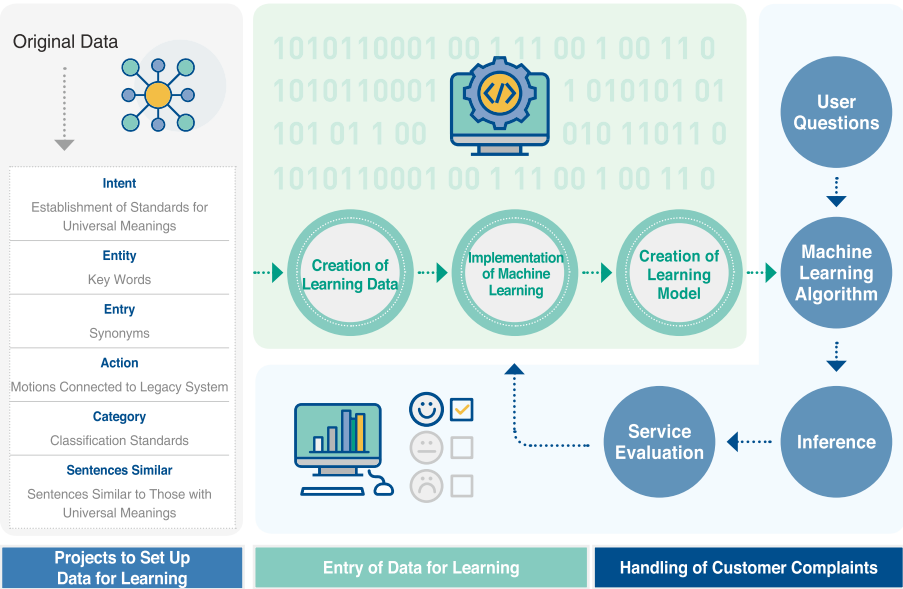 Original Data
Intent
Establishment of Standards for
Universal Meanings
Entity
Key Words
Entry
Synonyms
Action
Motions Connected to Legacy System
Category
Classification Standards
Sentences Similar
Sentences Similar to Those with
Universal Meanings
Projects to Set Up
Data for Learning
1010110001 00 1 11 00 1 00 11 0
1010110001 1010101 01
101 01 1 00 010 11011 0
1010110001 00 1 11 00 1 00 11 0
</>
Creation of
Learning Data
Implementation
of Machine
Learning
Creation of
Learning
Model
Entry of Data for Learning
User
Questions
Machine
Learning
Algorithm
Inference
Service
Evaluation
Handling of Customer Complaints